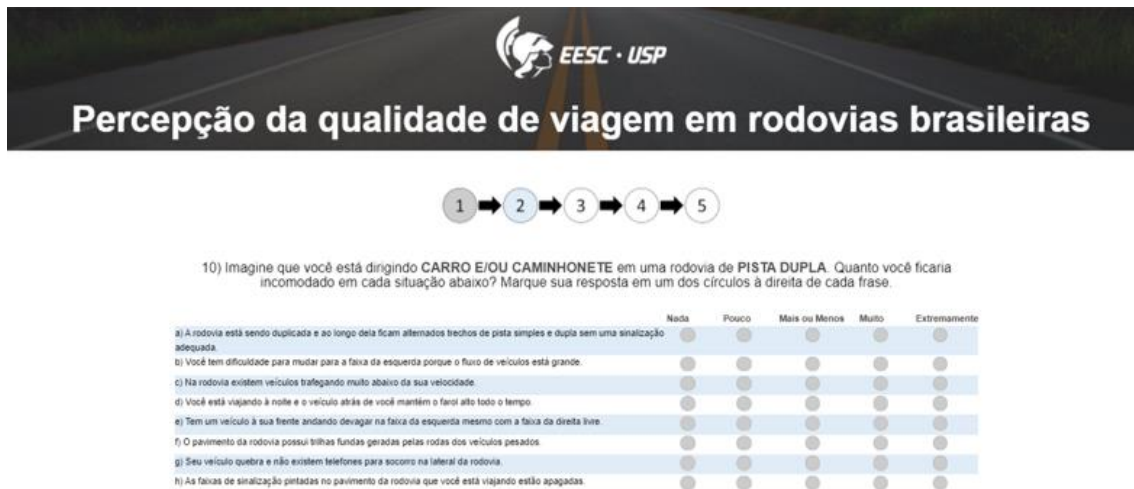 EESC · USP
Percepção da qualidade de viagem em rodovias brasileiras
1 2 3 4 5
10) Imagine que você está dirigindo CARRO E/OU CAMINHONETE em uma rodovia de PISTA DUPLA. Quanto você ficaria
incomodado em cada situação abaixo? Marque sua resposta em um dos círculos à direita de cada frase.
Nada Pouco Mais ou Menos Muito Extremamente
a) A rodovia está sendo duplicada e ao longo dela ficam alternados trechos de pista simples e dupla sem uma sinalização
adequada.
b) Você tem dificuldade para mudar para a faixa da esquerda porque o fluxo de veículos está grande.
c) Na rodovia existem veículos trafegando muito abaixo da sua velocidade.
d) Você está viajando à noite e o veículo atrás de você mantém o farol alto todo o tempo.
e) Tem um veículo à sua frente andando devagar na faixa da esquerda mesmo com a faixa da direita livre.
f) O pavimento da rodovia possui trilhas fundas geradas pelas rodas dos veículos pesados.
g) Seu veículo quebra e não existem telefones para socorro na lateral da rodovia.
h) As faixas de sinalização pintadas no pavimento da rodovia que você está viajando estão apagadas.